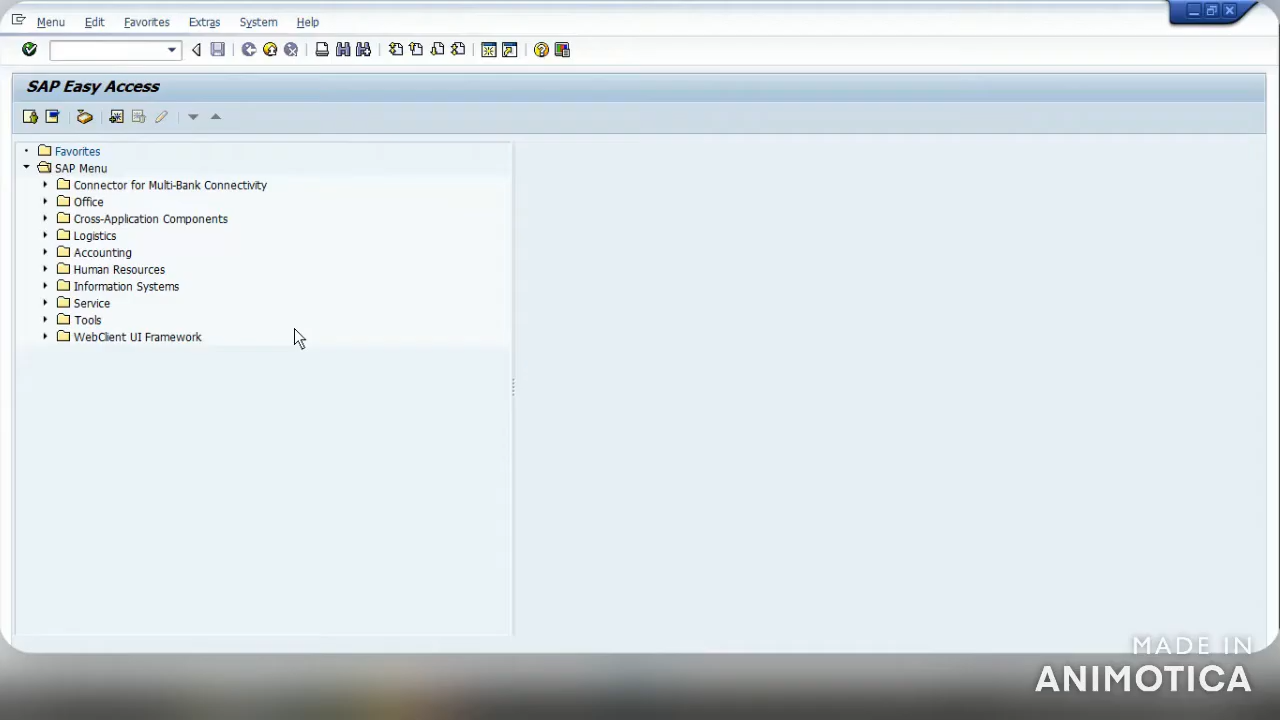 Menu Edit Favorites Extras System Help
SAP Easy Access
Favorites
SAP Menu
Connector for Multi-Bank Connectivity
Office
Cross-Application Components
Logistics
Accounting
Human Resources
Information Systems
Service
Tools
WebClient UI Framework
MADE IN
ANIMOTICA